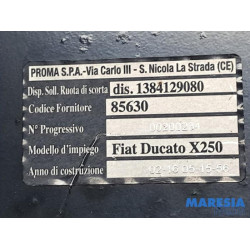 PROMA S.P.A.-Via Carlo III - S. Nicola La Strada (CE)
Disp. Soll. Ruota di scorta dis. 1384129080
Codice Fornitore 85630
N° Progressivo
Modello d'impiego Fiat Ducato X250
Anno di costruzione
MARESIA